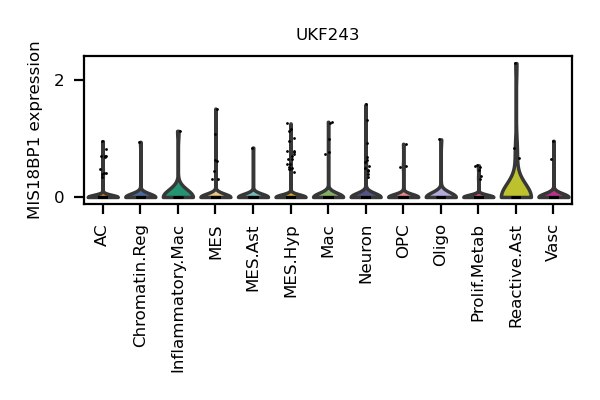 UKF243
MIS18BP1 expression
2
0
AC
Chromatin.Reg
Inflammatory.Mac
MES
MES.Ast
MES.Hyp
Mac
Neuron
OPC
Oligo
Prolif.Metab
Reactive.Ast
Vasc